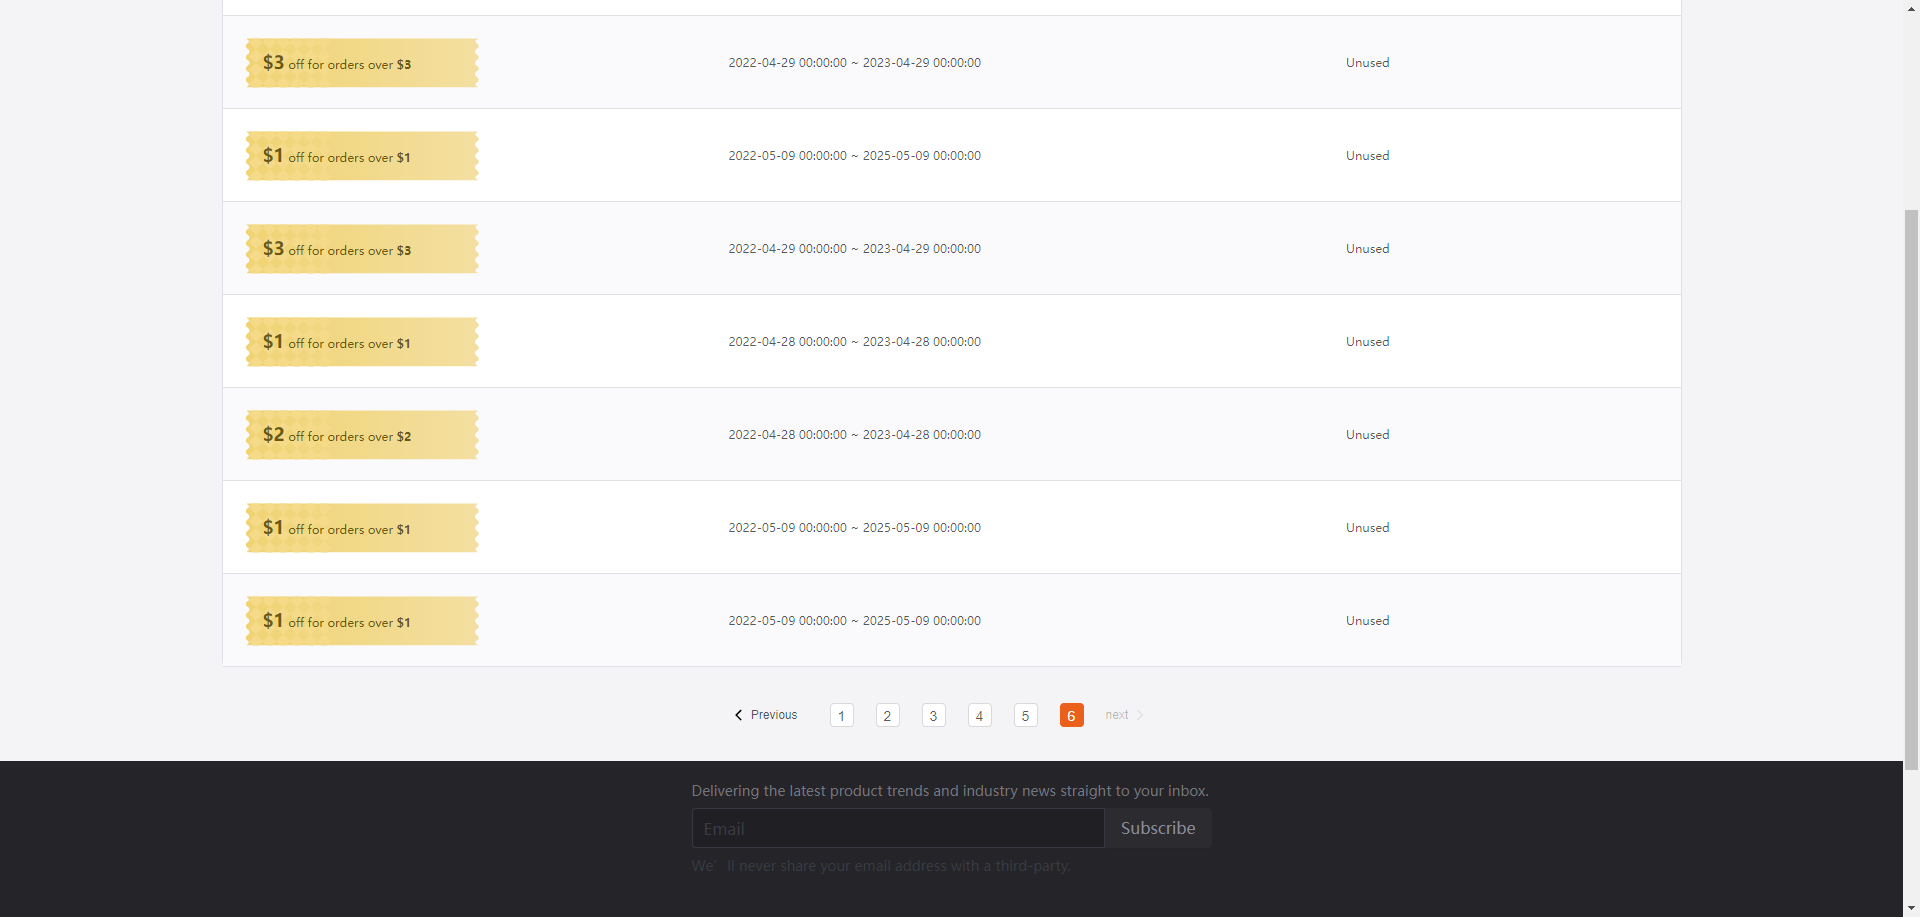 $3 off for orders over $3 2022-04-29 00:00:00 ~ 2023-04-29 00:00:00 Unused
$1 off for orders over $1 2022-05-09 00:00:00 ~ 2025-05-09 00:00:00 Unused
$3 off for orders over $3 2022-04-29 00:00:00 ~ 2023-04-29 00:00:00 Unused
$1 off for orders over $1 2022-04-28 00:00:00 ~ 2023-04-28 00:00:00 Unused
$2 off for orders over $2 2022-04-28 00:00:00 ~ 2023-04-28 00:00:00 Unused
$1 off for orders over $1 2022-05-09 00:00:00 ~ 2025-05-09 00:00:00 Unused
$1 off for orders over $1 2022-05-09 00:00:00 ~ 2025-05-09 00:00:00 Unused
Previous 1 2 3 4 5 6 next
Delivering the latest product trends and industry news straight to your inbox.
Email Subscribe
We’ll never share your email address with a third-party.